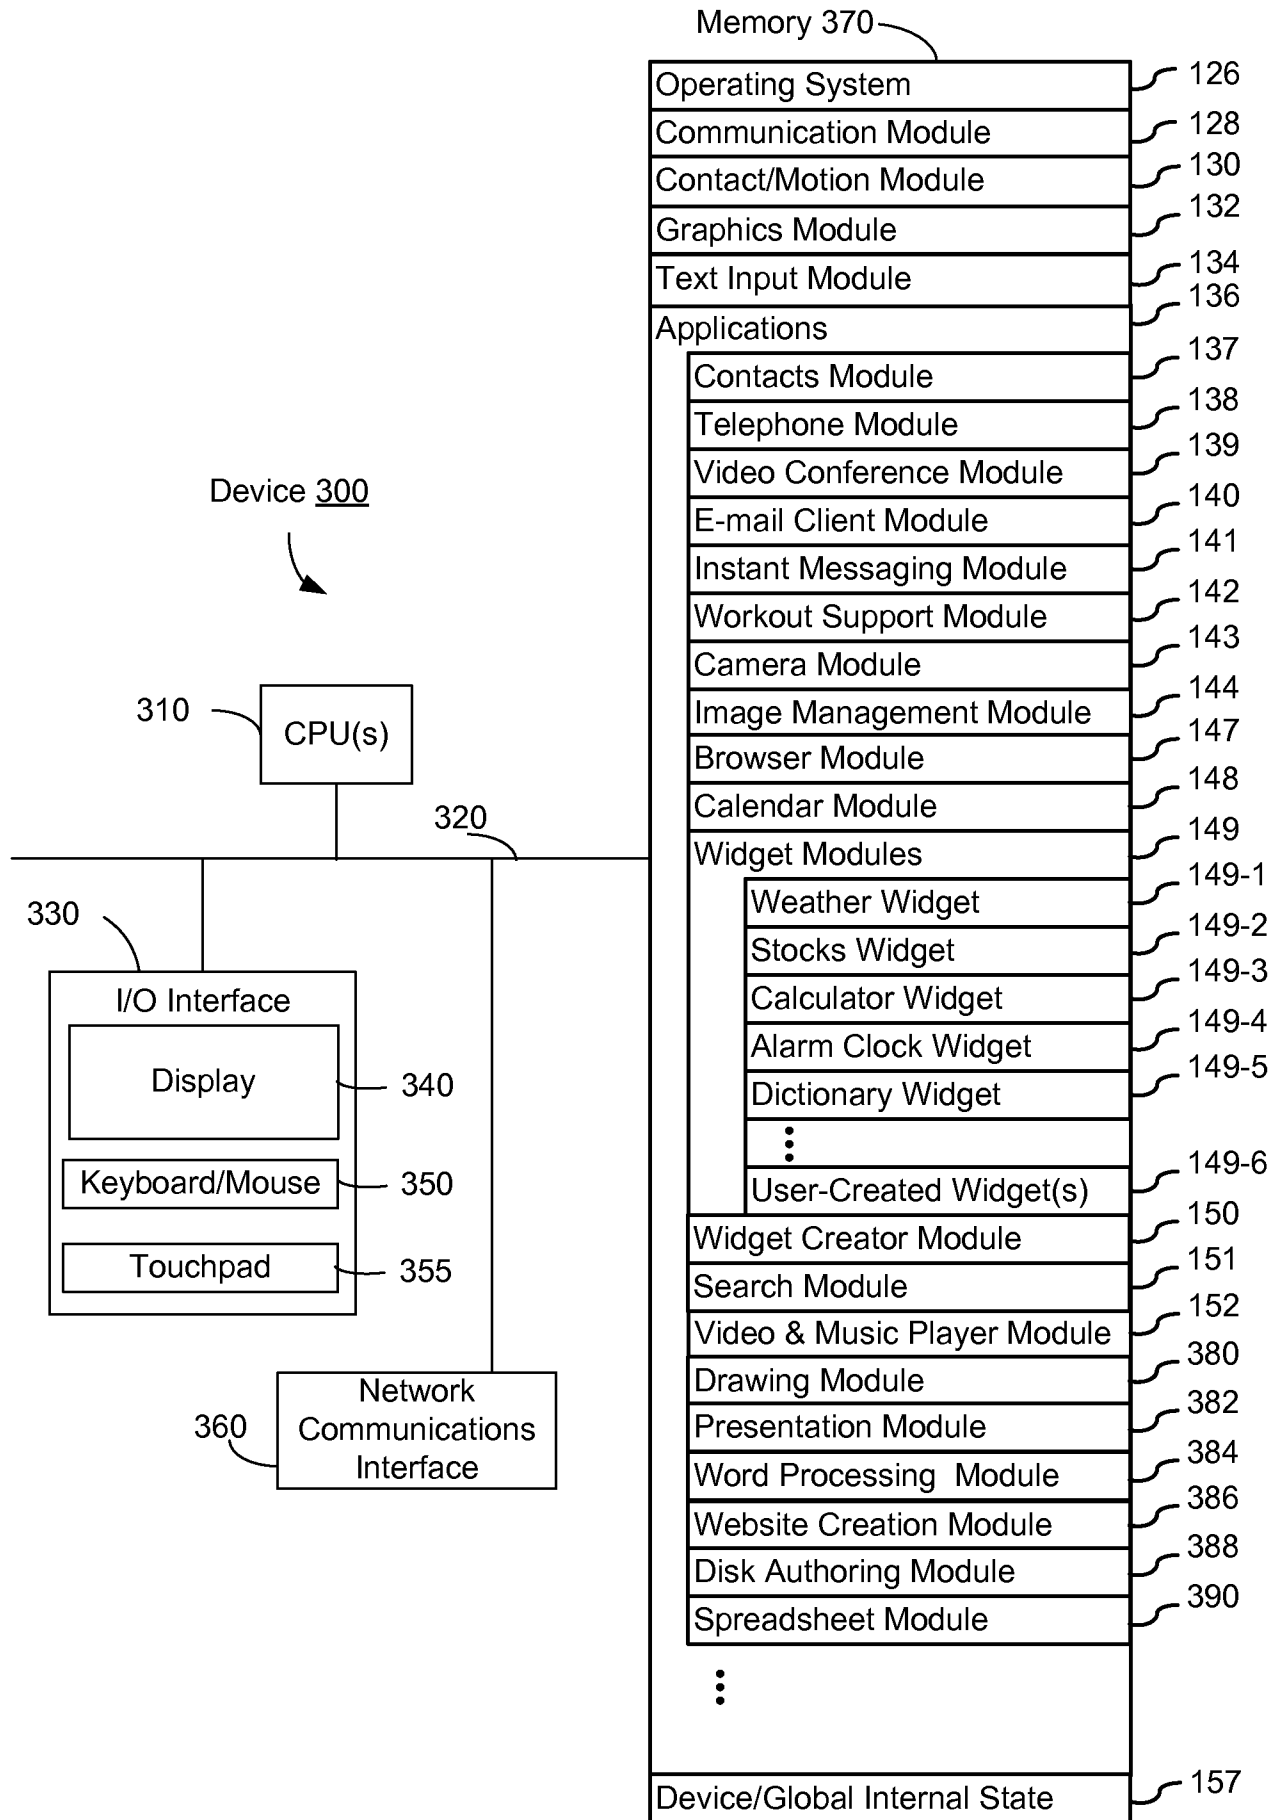 Memory 370
Operating System 126
Communication Module 128
Contact/Motion Module 130
Graphics Module 132
Text Input Module 134
Applications 136
Contacts Module 137
Telephone Module 138
Video Conference Module 139
E-mail Client Module 140
Instant Messaging Module 141
Workout Support Module 142
Camera Module 143
Image Management Module 144
Browser Module 147
Calendar Module 148
Widget Modules 149
Weather Widget 149-1
Stocks Widget 149-2
Calculator Widget 149-3
Alarm Clock Widget 149-4
Dictionary Widget 149-5
User-Created Widget(s) 149-6
Widget Creator Module 150
Search Module 151
Video & Music Player Module 152
Drawing Module 380
Presentation Module 382
Word Processing Module 384
Website Creation Module 386
Disk Authoring Module 388
Spreadsheet Module 390
Device/Global Internal State 157
Device 300
310
CPU(s)
320
330
I/O Interface
Display 340
Keyboard/Mouse 350
Touchpad 355
360
Network
Communications
Interface